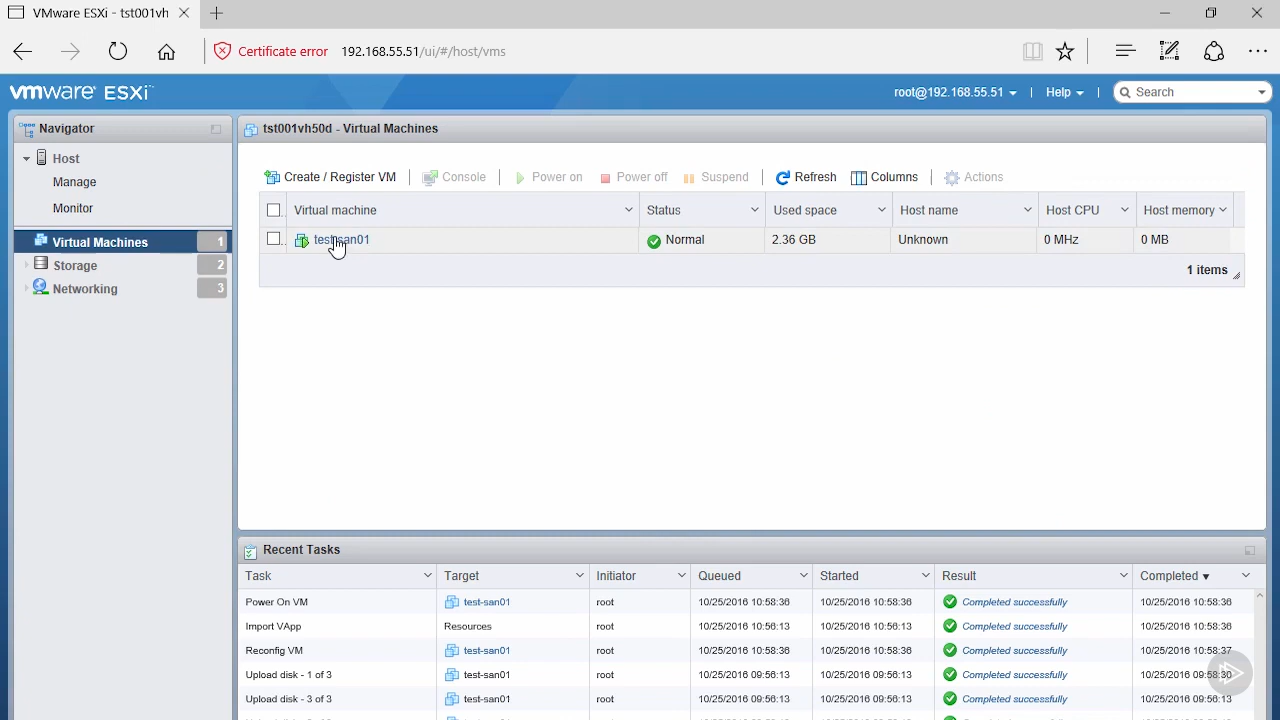 VMware ESXi - tst001vh
Certificate error 192.168.55.51/ui/#/host/vms
vmware ESXi
root@192.168.55.51 | Help | Search
Navigator
Host
Manage
Monitor
Virtual Machines 1
Storage 2
Networking 3
tst001vh50d - Virtual Machines
Create / Register VM | Console | Power on Power off Suspend | Refresh Columns | Actions
Virtual machine Status Used space Host name Host CPU Host memory
test-san01 Normal 2.36 GB Unknown 0 MHz 0 MB
1 items
Recent Tasks
Task Target Initiator Queued Started Result Completed
Power On VM test-san01 root 10/25/2016 10:58:36 10/25/2016 10:58:36 Completed successfully 10/25/2016 10:58:36
Import VApp Resources root 10/25/2016 10:56:13 10/25/2016 10:56:13 Completed successfully 10/25/2016 10:58:36
Reconfig VM test-san01 root 10/25/2016 10:58:36 10/25/2016 10:58:36 Completed successfully 10/25/2016 10:58:37
Upload disk - 1 of 3 test-san01 root 10/25/2016 09:56:13 10/25/2016 09:56:13 Completed successfully 10/25/2016 09:58:30
Upload disk - 3 of 3 test-san01 root 10/25/2016 09:56:13 10/25/2016 09:56:13 Completed successfully 10/25/2016 09:56:13